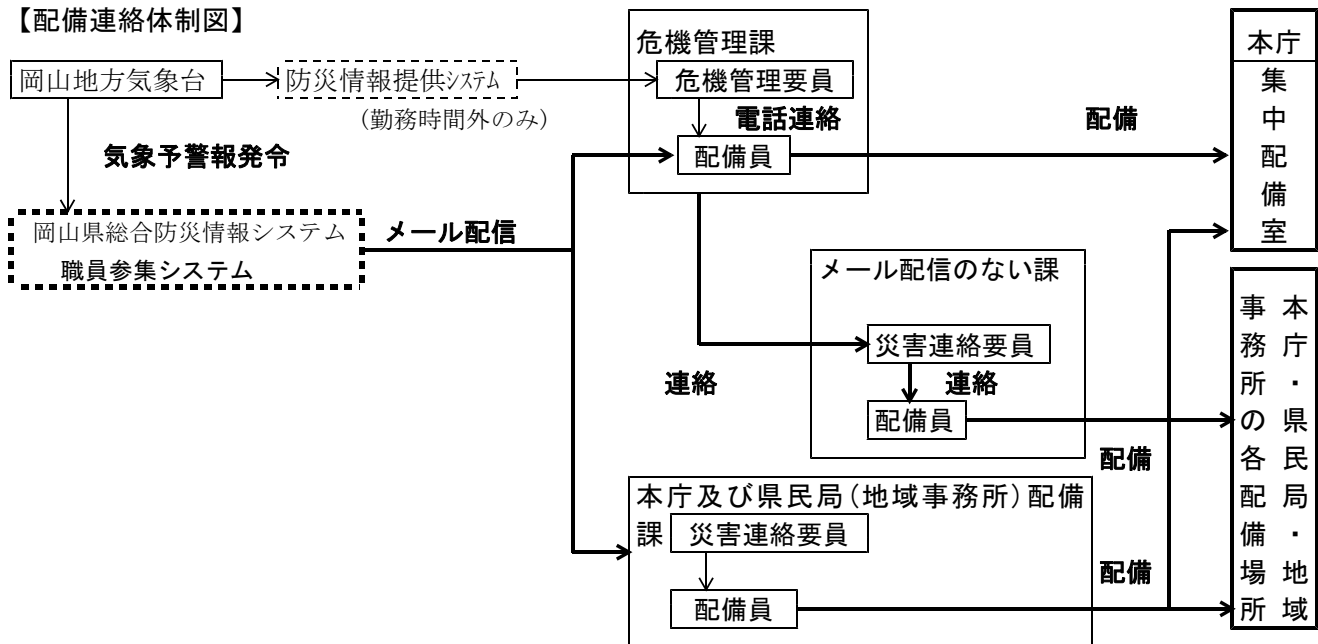 【配備連絡体制図】
岡山地方気象台
防災情報提供ｼｽﾃﾑ
(勤務時間外のみ)
気象予警報発令
岡山県総合防災情報システム
職員参集システム
メール配信
危機管理課
危機管理要員
電話連絡
配備員
配備
本庁
集中配備室
メール配信のない課
災害連絡要員
連絡
連絡
配備員
配備
本庁・県民局・地域
事務所の各配備場所
本庁及び県民局(地域事務所)配備
課
災害連絡要員
配備員
配備